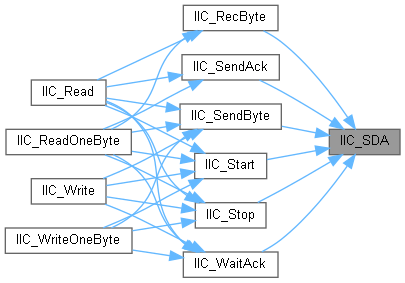 IIC_RecByte
IIC_SendAck
IIC_Read
IIC_SendByte
IIC_ReadOneByte
IIC_SDA
IIC_Start
IIC_Write
IIC_Stop
IIC_WriteOneByte
IIC_WaitAck